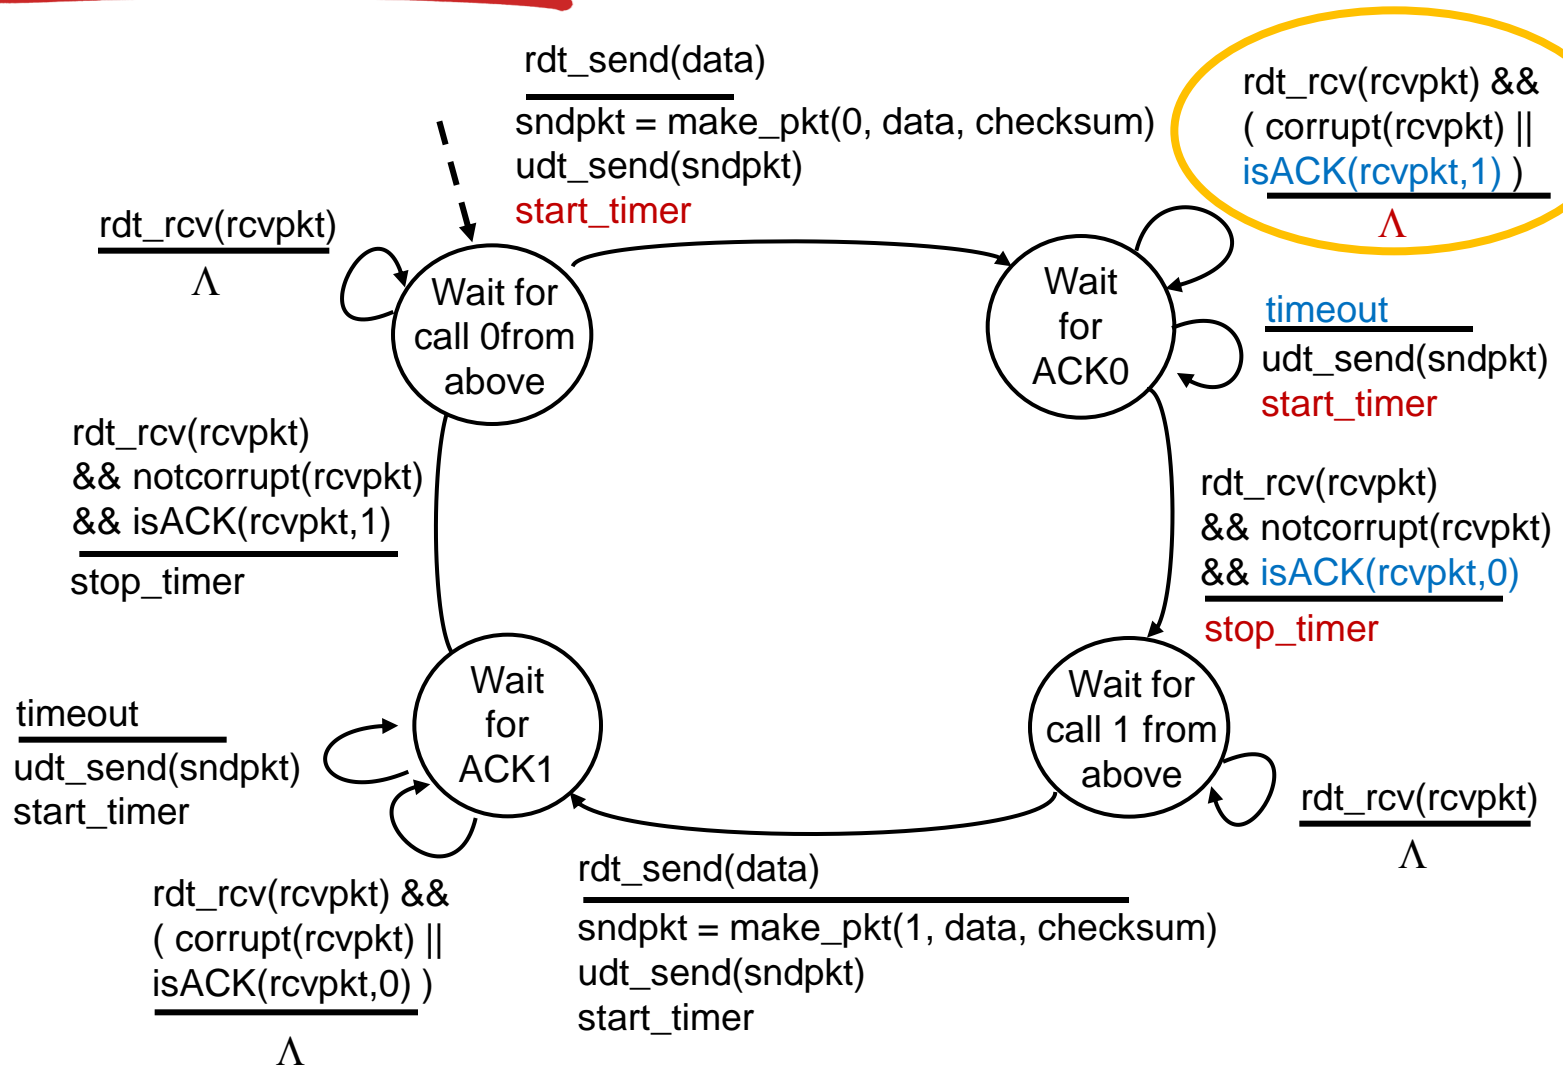 rdt_send(data)
sndpkt = make_pkt(0, data, checksum)
udt_send(sndpkt)
start_timer
rdt_rcv(rcvpkt) &&
( corrupt(rcvpkt) ||
isACK(rcvpkt,1) )
Λ
rdt_rcv(rcvpkt)
Λ
Wait for
call 0from
above
Wait
for
ACK0
timeout
udt_send(sndpkt)
start_timer
rdt_rcv(rcvpkt)
&& notcorrupt(rcvpkt)
&& isACK(rcvpkt,1)
stop_timer
rdt_rcv(rcvpkt)
&& notcorrupt(rcvpkt)
&& isACK(rcvpkt,0)
stop_timer
Wait
for
ACK1
Wait for
call 1 from
above
timeout
udt_send(sndpkt)
start_timer
rdt_rcv(rcvpkt)
Λ
rdt_rcv(rcvpkt) &&
( corrupt(rcvpkt) ||
isACK(rcvpkt,0) )
Λ
rdt_send(data)
sndpkt = make_pkt(1, data, checksum)
udt_send(sndpkt)
start_timer